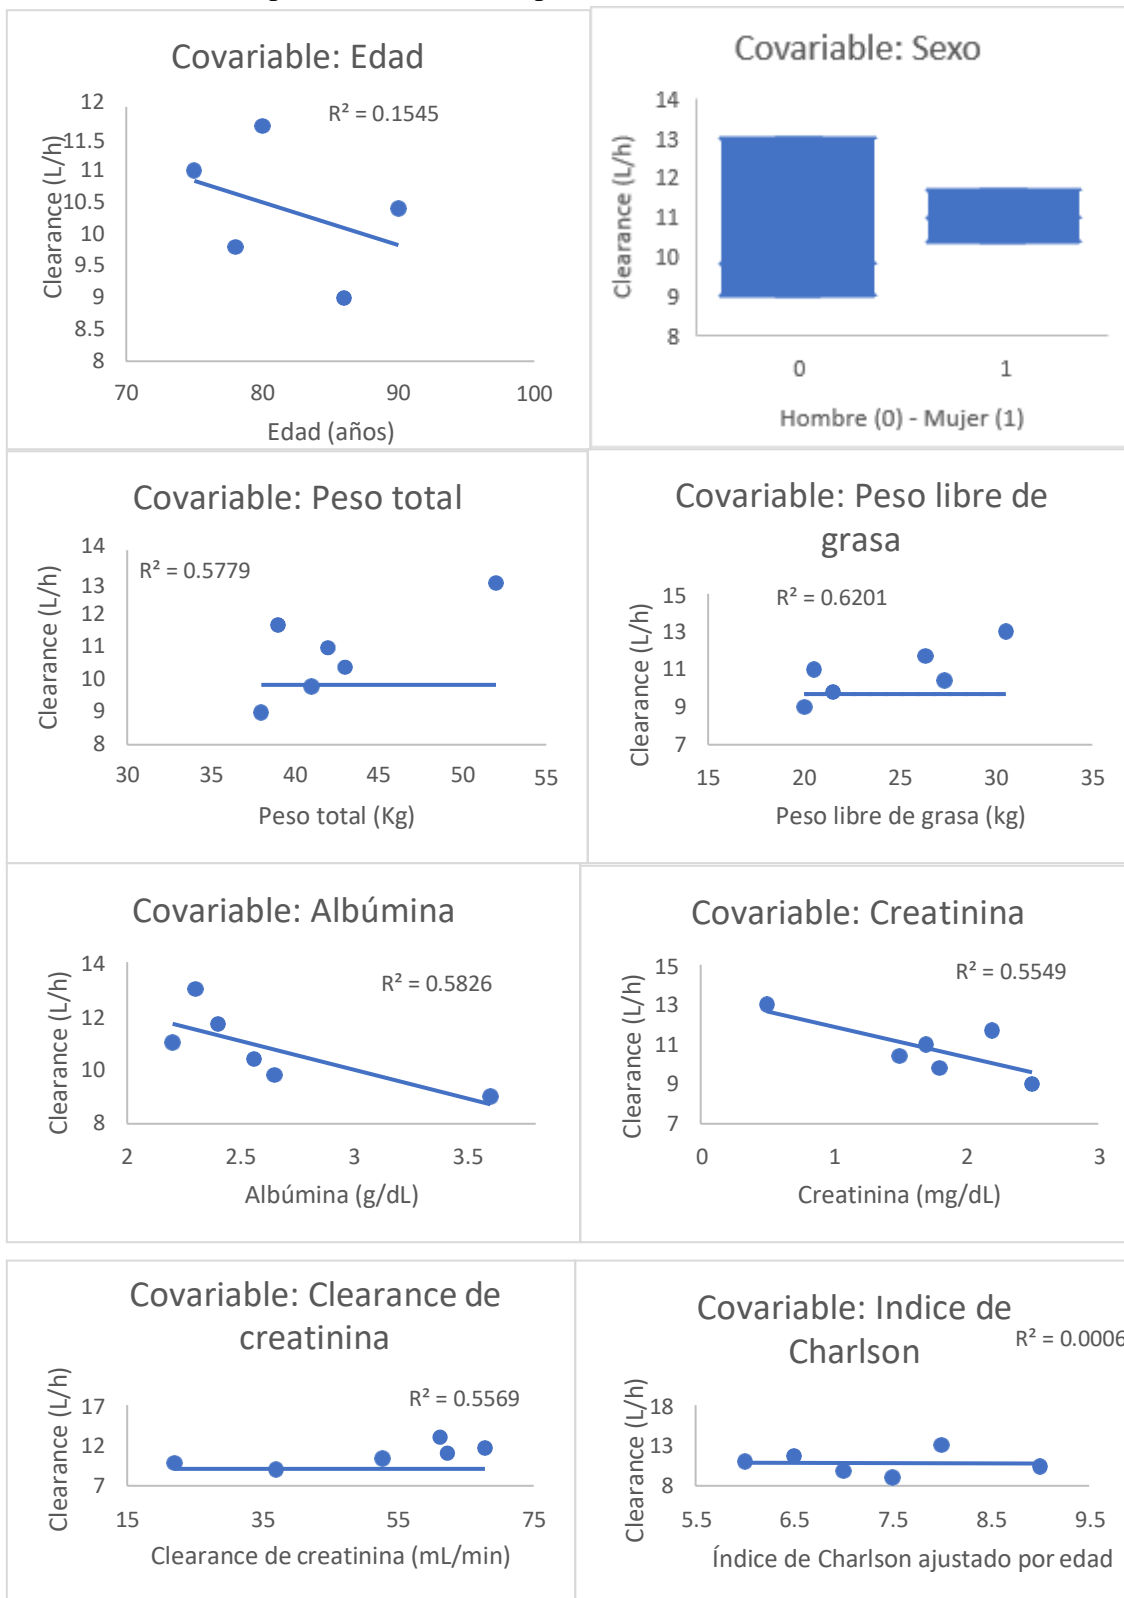 Covariable: Edad
R² = 0.1545
Clearance (L/h)
12
11.5
11
10.5
10
9.5
9
8.5
8
70 80 90 100
Edad (años)
Covariable: Sexo
Clearance (L/h)
14
13
12
11
10
9
8
0 1
Hombre (0) - Mujer (1)
Covariable: Peso total
R² = 0.5779
Clearance (L/h)
14
13
12
11
10
9
8
30 35 40 45 50 55
Peso total (Kg)
Covariable: Peso libre de
grasa
R² = 0.6201
Clearance (L/h)
15
13
11
9
7
15 20 25 30 35
Peso libre de grasa (kg)
Covariable: Albúmina
R² = 0.5826
Clearance (L/h)
14
12
10
8
2 2.5 3 3.5
Albúmina (g/dL)
Covariable: Creatinina
R² = 0.5549
Clearance (L/h)
15
13
11
9
7
0 1 2 3
Creatinina (mg/dL)
Covariable: Clearance de
creatinina
R² = 0.5569
Clearance (L/h)
17
12
7
15 35 55 75
Clearance de creatinina (mL/min)
Covariable: Indice de
Charlson
R² = 0.0006
Clearance (L/h)
18
13
8
5.5 6.5 7.5 8.5 9.5
Índice de Charlson ajustado por edad